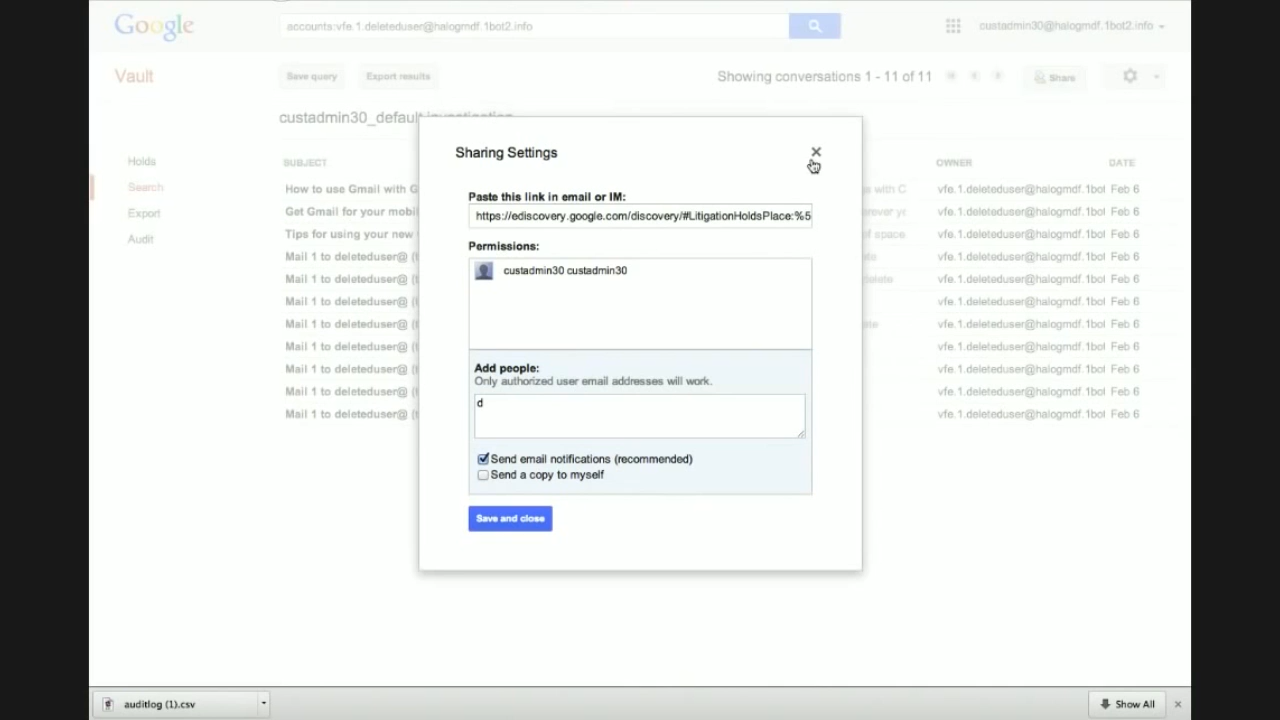 Google
accounts:vfe.1.deleteduser@halogmdf.1bot2.info
custadmin30@halogmdf.1bot2.info
Vault
Save query
Export results
Showing conversations 1 - 11 of 11
Share
custadmin30_default investigation
Holds
Search
Export
Audit
SUBJECT
OWNER
DATE
How to use Gmail with G
s with C
vfe.1.deleteduser@halogmdf.1bot
Feb 6
Get Gmail for your mobi
erever yo
vfe.1.deleteduser@halogmdf.1bot
Feb 6
Tips for using your new
of space
vfe.1.deleteduser@halogmdf.1bot
Feb 6
Mail 1 to deleteduser@ (t
vfe.1.deleteduser@halogmdf.1bot
Feb 6
Mail 1 to deleteduser@ (t
vfe.1.deleteduser@halogmdf.1bot
Feb 6
Mail 1 to deleteduser@ (t
vfe.1.deleteduser@halogmdf.1bot
Feb 6
Mail 1 to deleteduser@ (t
vfe.1.deleteduser@halogmdf.1bot
Feb 6
Mail 1 to deleteduser@ (t
vfe.1.deleteduser@halogmdf.1bot
Feb 6
Mail 1 to deleteduser@ (t
vfe.1.deleteduser@halogmdf.1bot
Feb 6
Mail 1 to deleteduser@ (t
vfe.1.deleteduser@halogmdf.1bot
Feb 6
Mail 1 to deleteduser@ (t
vfe.1.deleteduser@halogmdf.1bot
Feb 6
Sharing Settings
Paste this link in email or IM:
https://ediscovery.google.com/discovery/#LitigationHoldsPlace:%5
Permissions:
custadmin30 custadmin30
Add people:
Only authorized user email addresses will work.
d
Send email notifications (recommended)
Send a copy to myself
Save and close
auditlog (1).csv
Show All